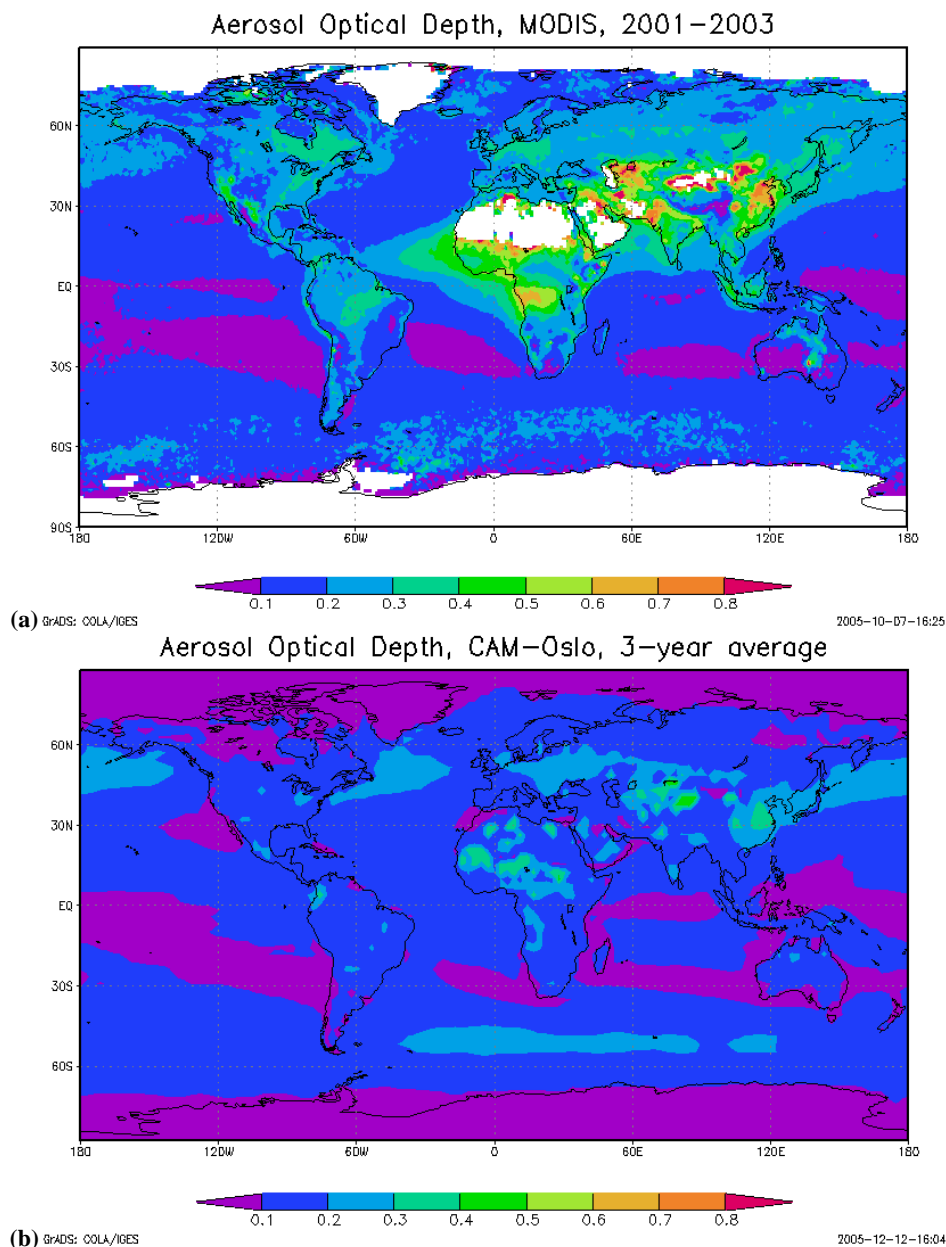 Aerosol Optical Depth, MODIS, 2001-2003
60N
30N
EQ
30S
60S
90S
180 120W 60W 0 60E 120E 180
0.1 0.2 0.3 0.4 0.5 0.6 0.7 0.8
(a) GrADS: COLA/IGES 2005-10-07-16:25
Aerosol Optical Depth, CAM-Oslo, 3-year average
60N
30N
EQ
30S
60S
180 120W 60W 0 60E 120E 180
0.1 0.2 0.3 0.4 0.5 0.6 0.7 0.8
(b) GrADS: COLA/IGES 2005-12-12-16:04